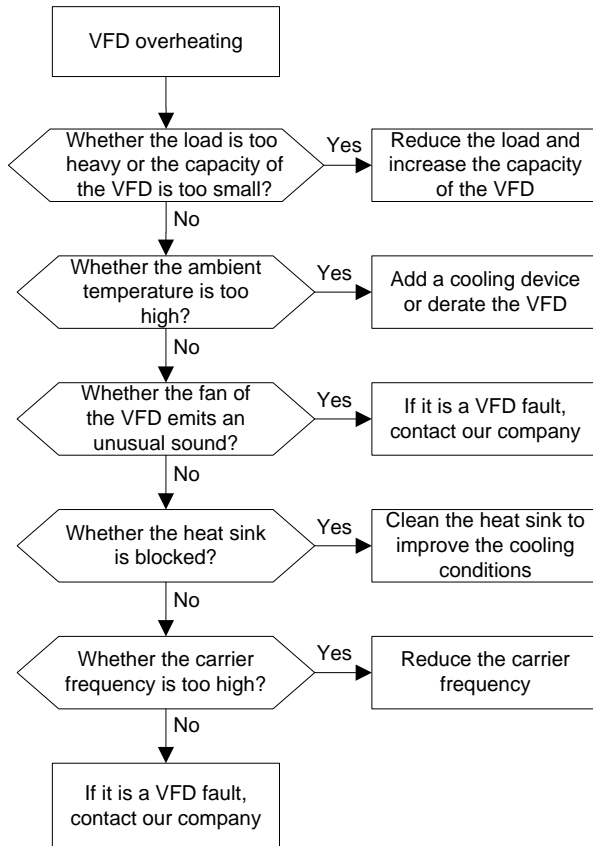 VFD overheating
Whether the load is too
heavy or the capacity of
the VFD is too small?
Yes
Reduce the load and
increase the capacity
of the VFD
No
Whether the ambient
temperature is too
high?
Yes
Add a cooling device
or derate the VFD
No
Whether the fan of
the VFD emits an
unusual sound?
Yes
If it is a VFD fault,
contact our company
No
Whether the heat sink
is blocked?
Yes
Clean the heat sink to
improve the cooling
conditions
No
Whether the carrier
frequency is too high?
Yes
Reduce the carrier
frequency
No
If it is a VFD fault,
contact our company